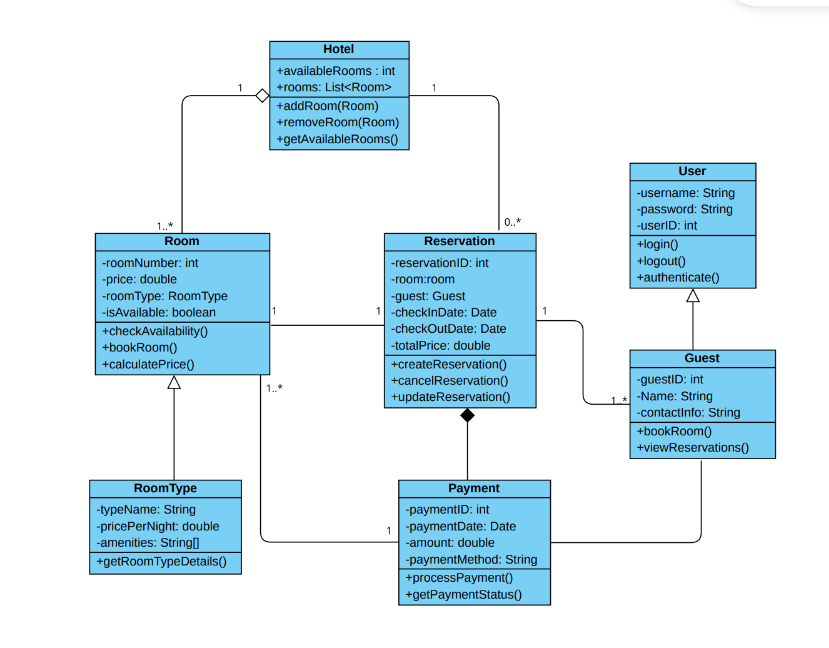 Hotel
+availableRooms : int
+rooms: List<Room>
+addRoom(Room)
+removeRoom(Room)
+getAvailableRooms()
1
1
1..*
0..*
User
-username: String
-password: String
-userID: int
+login()
+logout()
+authenticate()
Room
-roomNumber: int
-price: double
-roomType: RoomType
-isAvailable: boolean
+checkAvailability()
+bookRoom()
+calculatePrice()
1
1
Reservation
-reservationID: int
-room:room
-guest: Guest
-checkInDate: Date
-checkOutDate: Date
-totalPrice: double
+createReservation()
+cancelReservation()
+updateReservation()
1
1..*
Guest
-guestID: int
-Name: String
-contactInfo: String
+bookRoom()
+viewReservations()
1..*
1
RoomType
-typeName: String
-pricePerNight: double
-amenities: String[]
+getRoomTypeDetails()
Payment
-paymentID: int
-paymentDate: Date
-amount: double
-paymentMethod: String
+processPayment()
+getPaymentStatus()